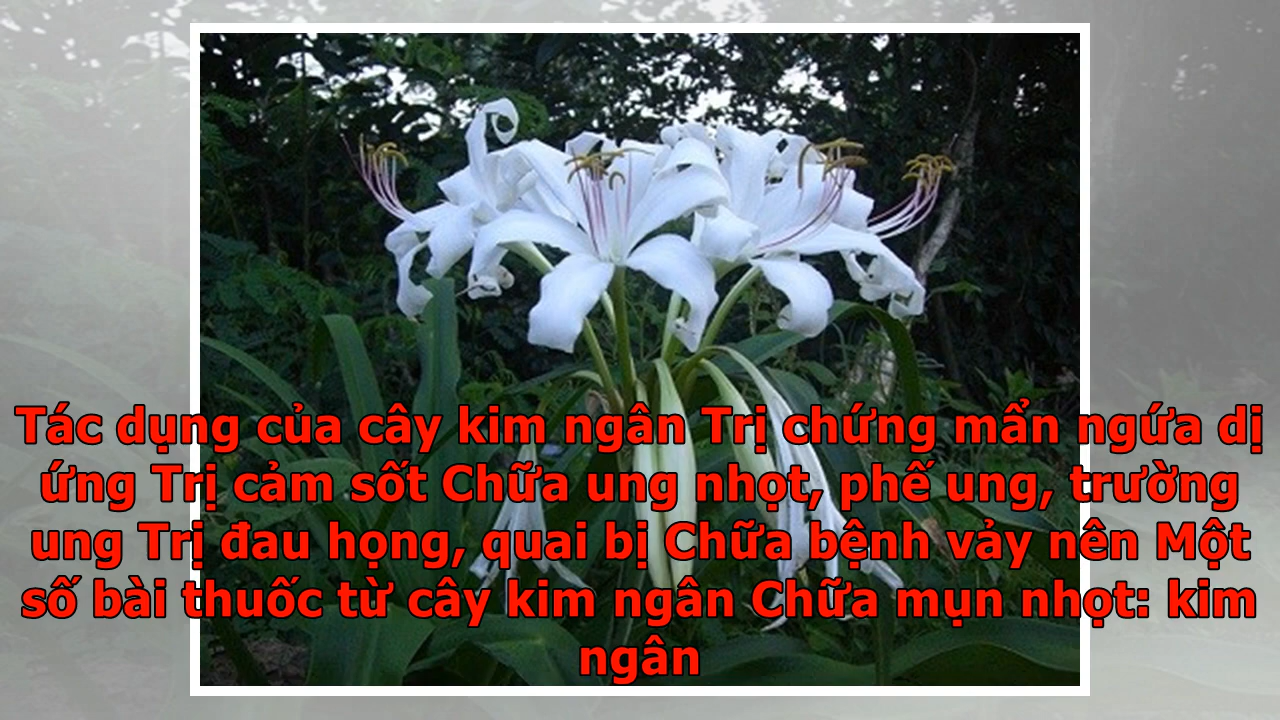 Tác dụng của cây kim ngân Trị chứng mẩn ngứa dị
ứng Trị cảm sốt Chữa ung nhọt, phế ung, trường
ung Trị đau họng, quai bị Chữa bệnh vảy nên Một
số bài thuốc từ cây kim ngân Chữa mụn nhọt: kim
ngân